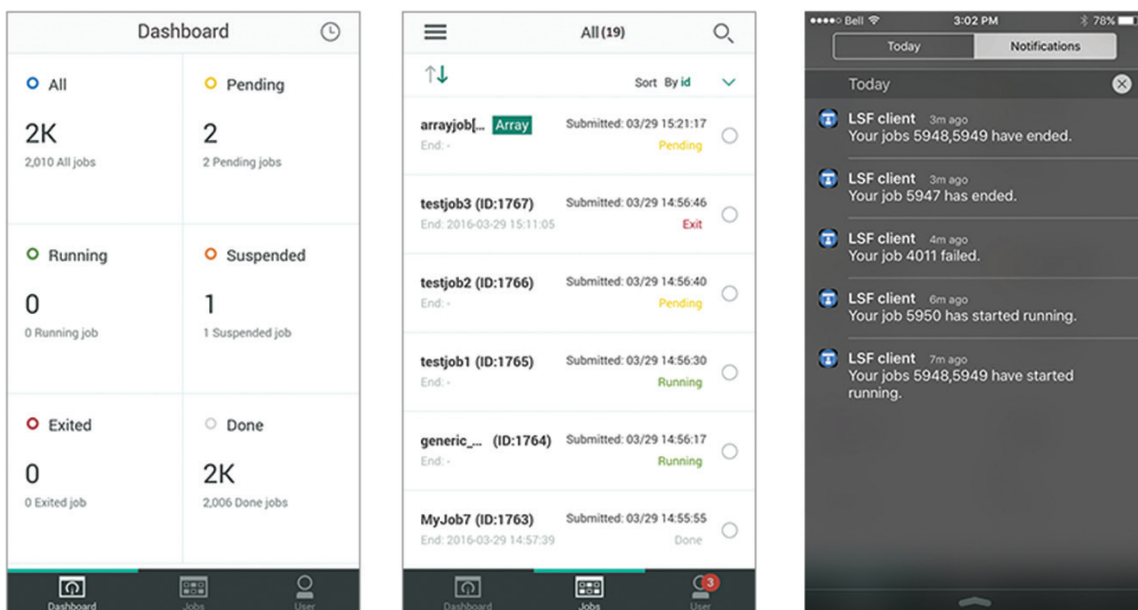 Dashboard
All
2K
2,010 All jobs
Pending
2
2 Pending jobs
Running
0
0 Running job
Suspended
1
1 Suspended job
Exited
0
0 Exited job
Done
2K
2,006 Done jobs
Dashboard
Jobs
User
All (19)
Sort By id
arrayjob[... Array Submitted: 03/29 15:21:17
End: - Pending
testjob3 (ID:1767) Submitted: 03/29 14:56:46
End: 2016-03-29 15:11:05 Exit
testjob2 (ID:1766) Submitted: 03/29 14:56:40
End: - Pending
testjob1 (ID:1765) Submitted: 03/29 14:56:30
End: - Running
generic_... (ID:1764) Submitted: 03/29 14:56:17
End: - Running
MyJob7 (ID:1763) Submitted: 03/29 14:55:55
End: 2016-03-29 14:57:39 Done
3
Dashboard
Jobs
User
Bell 3:02 PM 78%
Today Notifications
Today
LSF client 3m ago
Your jobs 5948,5949 have ended.
LSF client 3m ago
Your job 5947 has ended.
LSF client 4m ago
Your job 4011 failed.
LSF client 6m ago
Your job 5950 has started running.
LSF client 7m ago
Your jobs 5948,5949 have started
running.